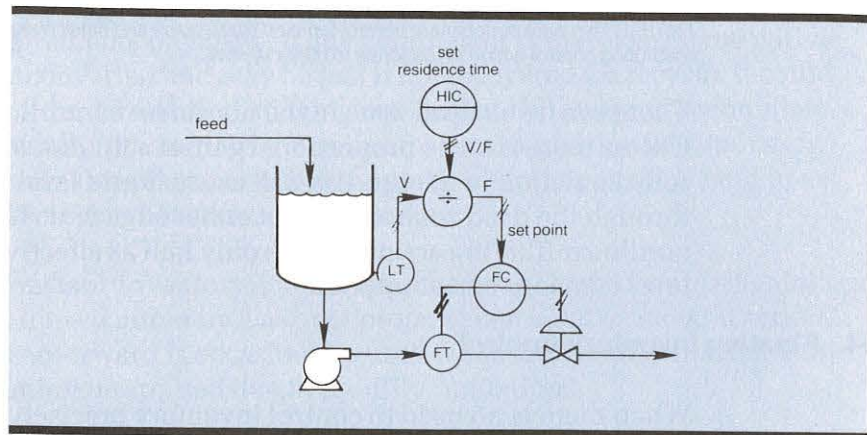 set
residence time
HIC
feed
V/F
V
F
÷
set point
LT
FC
FT